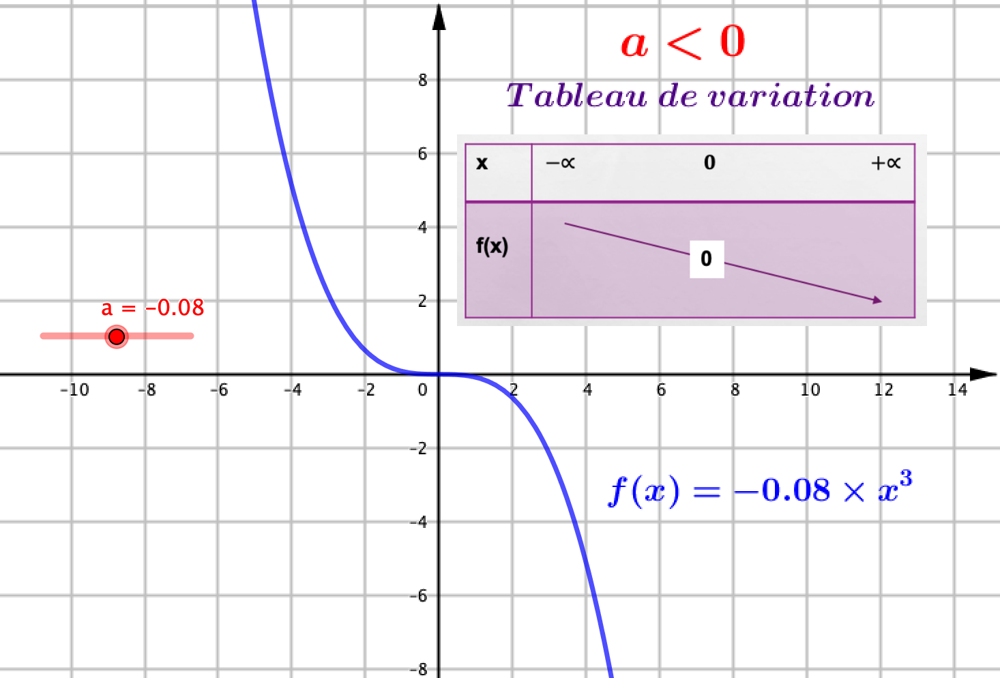 a < 0
Tableau de variation
x −∝ 0 +∝
f(x) 0
a = –0.08
f(x) = −0.08 × x³
8
6
4
2
–10 –8 –6 –4 –2 0 2 4 6 8 10 12 14
–2
–4
–6
–8